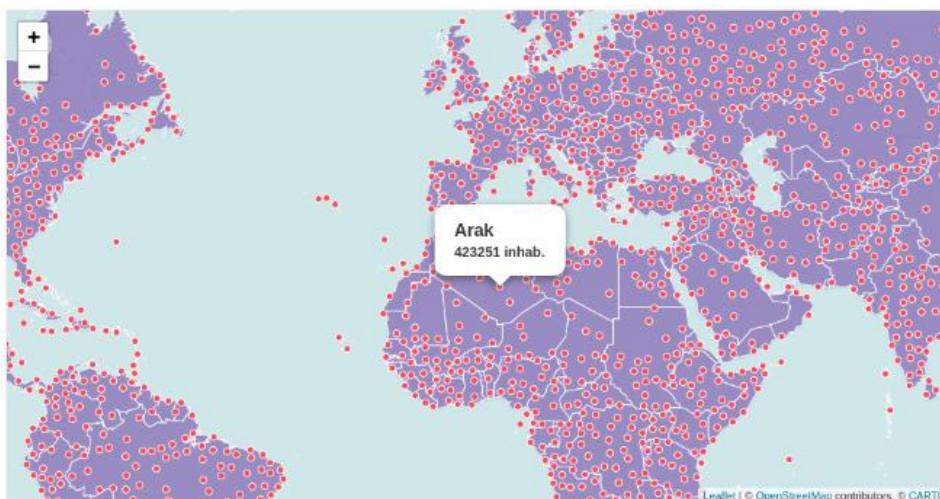 +
−
Arak
423251 inhab.
Leaflet | © OpenStreetMap contributors, © CARTO